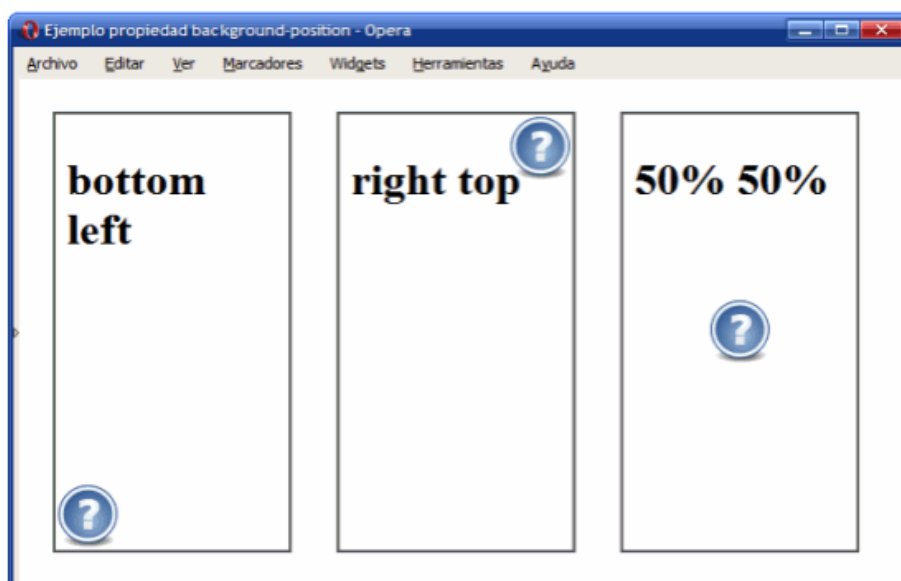 Ejemplo propiedad background-position - Opera
Archivo Editar Ver Marcadores Widgets Herramientas Ayuda
bottom
left
right top
50% 50%
?
?
?